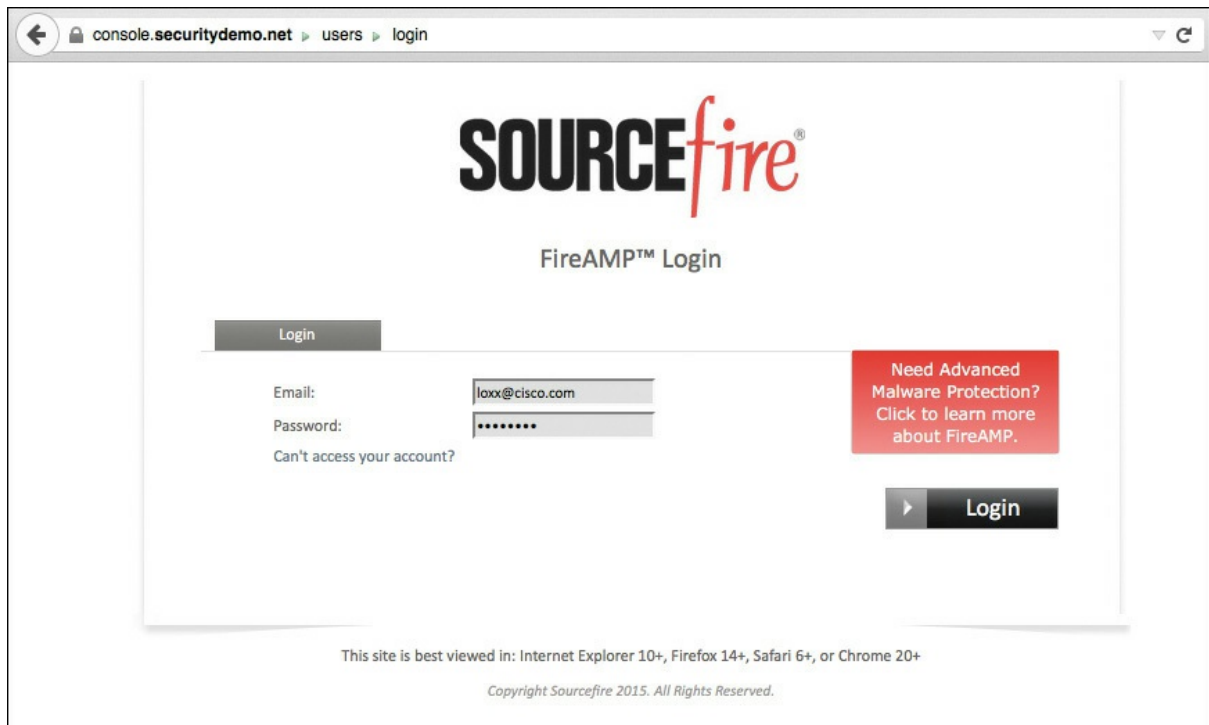 console.securitydemo.net ▸ users ▸ login
SOURCEfire®
FireAMP™ Login
Login
Email: loxx@cisco.com
Password: ••••••••
Can't access your account?
Need Advanced
Malware Protection?
Click to learn more
about FireAMP.
Login
This site is best viewed in: Internet Explorer 10+, Firefox 14+, Safari 6+, or Chrome 20+
Copyright Sourcefire 2015. All Rights Reserved.